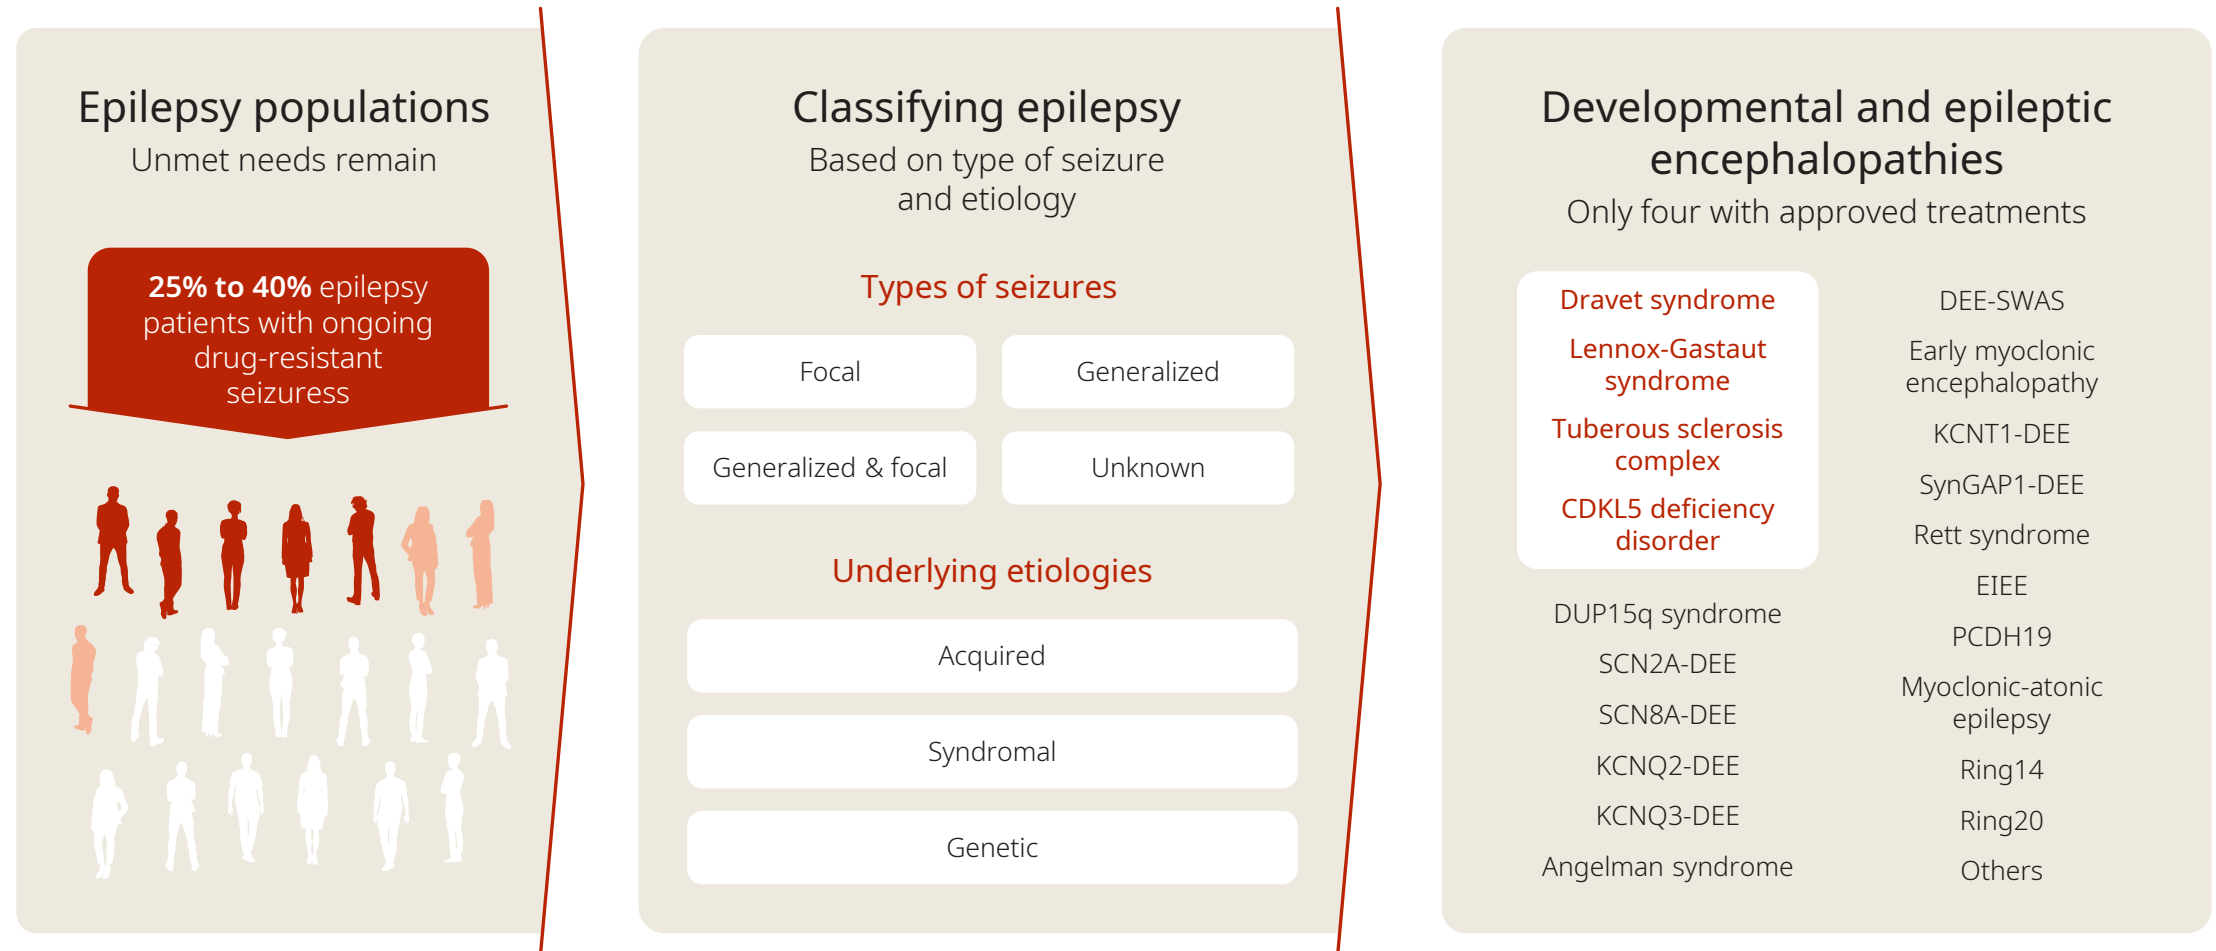 Epilepsy populations
Unmet needs remain
25% to 40% epilepsy
patients with ongoing
drug-resistant
seizuress
Classifying epilepsy
Based on type of seizure
and etiology
Types of seizures
Focal
Generalized
Generalized & focal
Unknown
Underlying etiologies
Acquired
Syndromal
Genetic
Developmental and epileptic
encephalopathies
Only four with approved treatments
Dravet syndrome
Lennox-Gastaut
syndrome
Tuberous sclerosis
complex
CDKL5 deficiency
disorder
DUP15q syndrome
SCN2A-DEE
SCN8A-DEE
KCNQ2-DEE
KCNQ3-DEE
Angelman syndrome
DEE-SWAS
Early myoclonic
encephalopathy
KCNT1-DEE
SynGAP1-DEE
Rett syndrome
EIEE
PCDH19
Myoclonic-atonic
epilepsy
Ring14
Ring20
Others